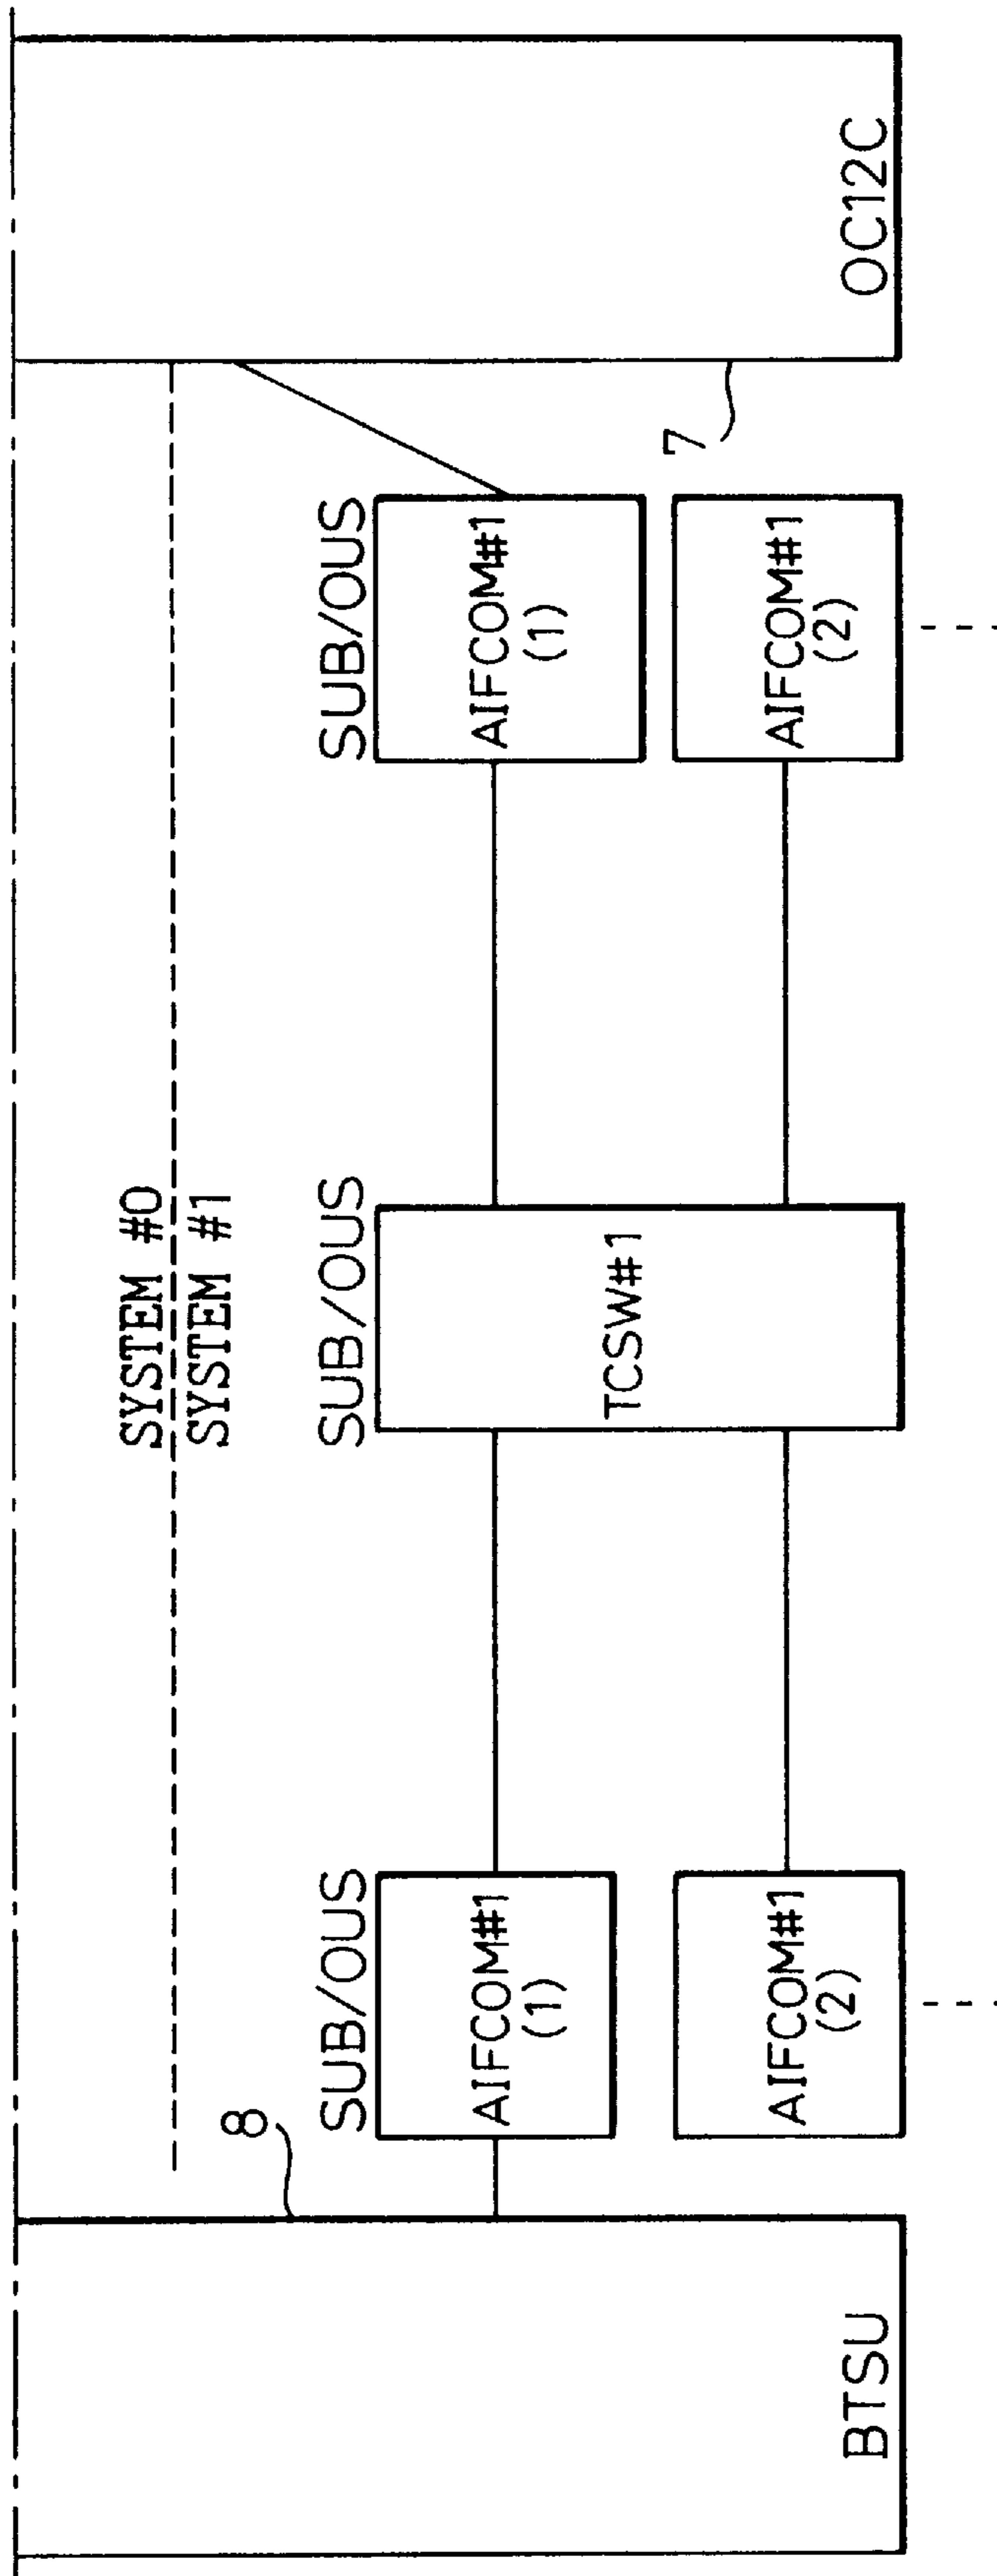 SYSTEM #0
SYSTEM #1
8
SUB/OUS
SUB/OUS
SUB/OUS
AIFCOM#1
(1)
TCSW#1
AIFCOM#1
(1)
7
AIFCOM#1
(2)
AIFCOM#1
(2)
BTSU
OC12C